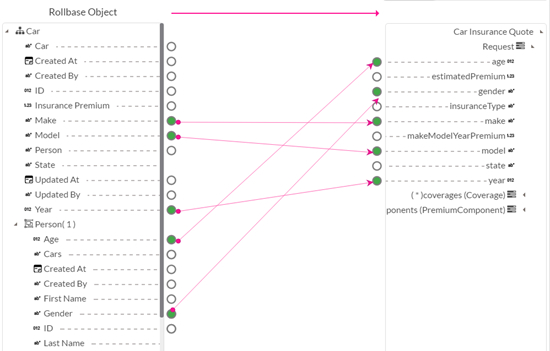 Rollbase Object
Car
Car
Created At
Created By
ID
Insurance Premium
Make
Model
Person
State
Updated At
Updated By
Year
Person( 1 )
Age
Cars
Created At
Created By
First Name
Gender
ID
Last Name
Car Insurance Quote
Request
age
estimatedPremium
gender
insuranceType
make
makeModelYearPremium
model
state
year
( * )coverages (Coverage)
ponents (PremiumComponent)